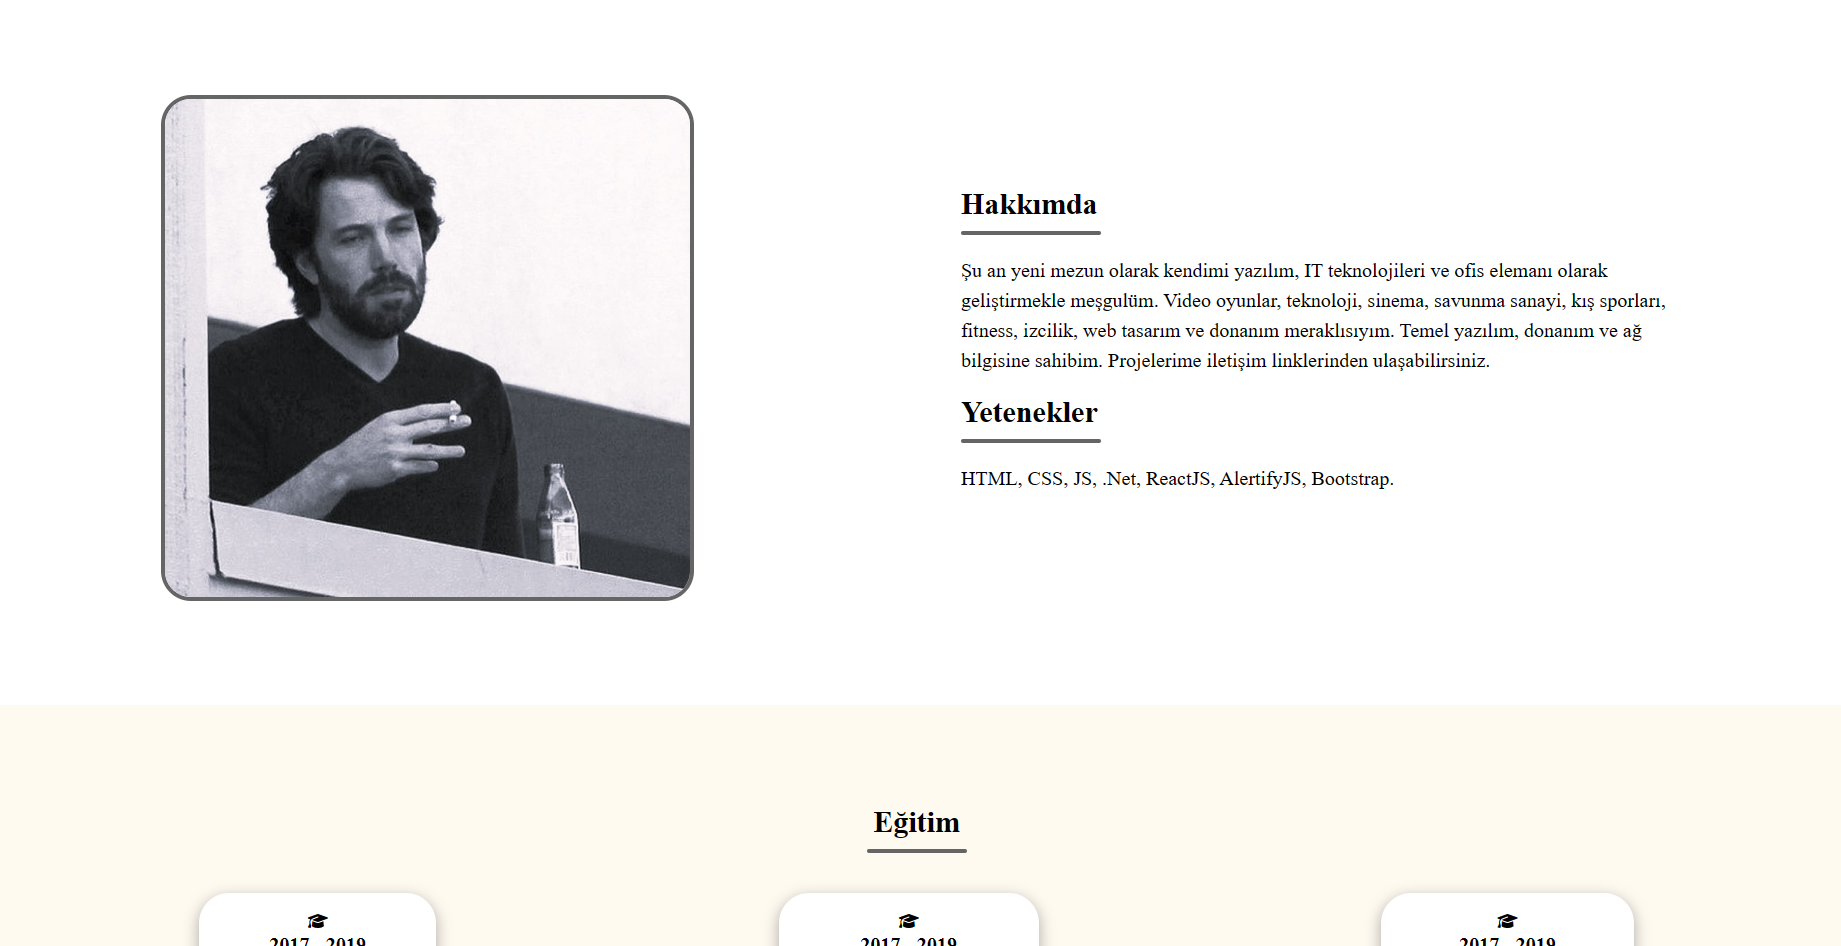 Hakkımda
Şu an yeni mezun olarak kendimi yazılım, IT teknolojileri ve ofis elemanı olarak
geliştirmekle meşgulüm. Video oyunlar, teknoloji, sinema, savunma sanayi, kış sporları,
fitness, izcilik, web tasarım ve donanım meraklısıyım. Temel yazılım, donanım ve ağ
bilgisine sahibim. Projelerime iletişim linklerinden ulaşabilirsiniz.
Yetenekler
HTML, CSS, JS, .Net, ReactJS, AlertifyJS, Bootstrap.
Eğitim
2017 - 2019
2017 - 2019
2017 - 2019